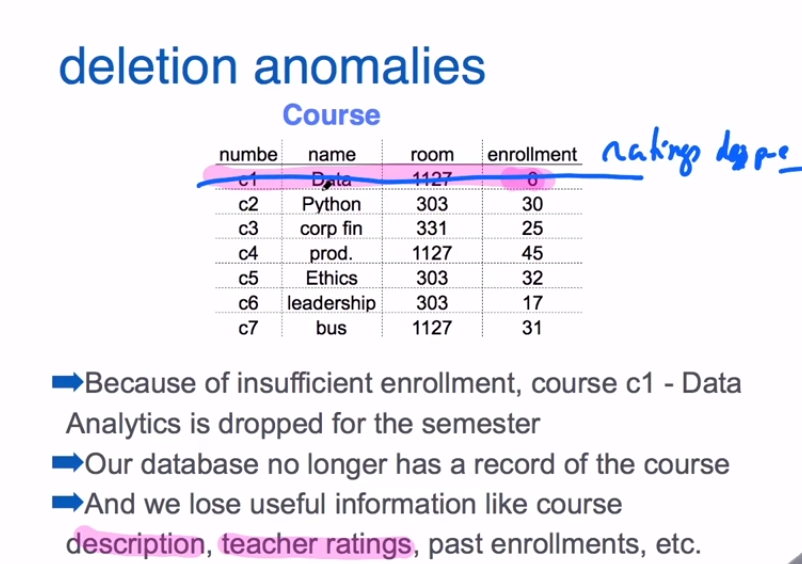 deletion anomalies
Course
numbe name room enrollment
ratings
c1 Data 1127
c2 Python 303 30
c3 corp fin 331 25
c4 prod. 1127 45
c5 Ethics 303 32
c6 leadership 303 17
c7 bus 1127 31
➡Because of insufficient enrollment, course c1 - Data
Analytics is dropped for the semester
➡Our database no longer has a record of the course
➡And we lose useful information like course
description, teacher ratings, past enrollments, etc.